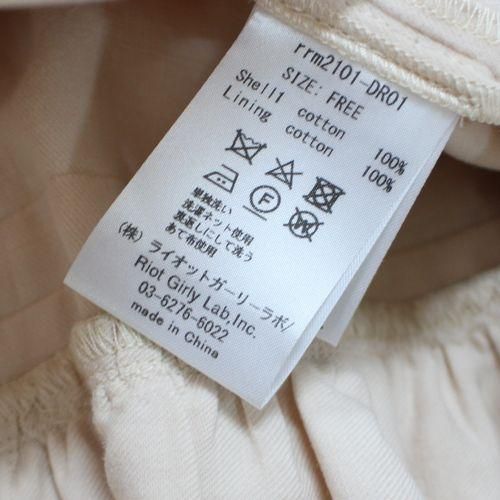 rrm2101-DR01
SIZE: FREE
Shell1 cotton 100%
Lining cotton 100%
単独洗い
洗濯ネット使用
裏返しにして洗う
あて布使用
(株) ライオットガーリーラボ/
Riot Girly Lab,Inc.
03-6276-6022
made in China